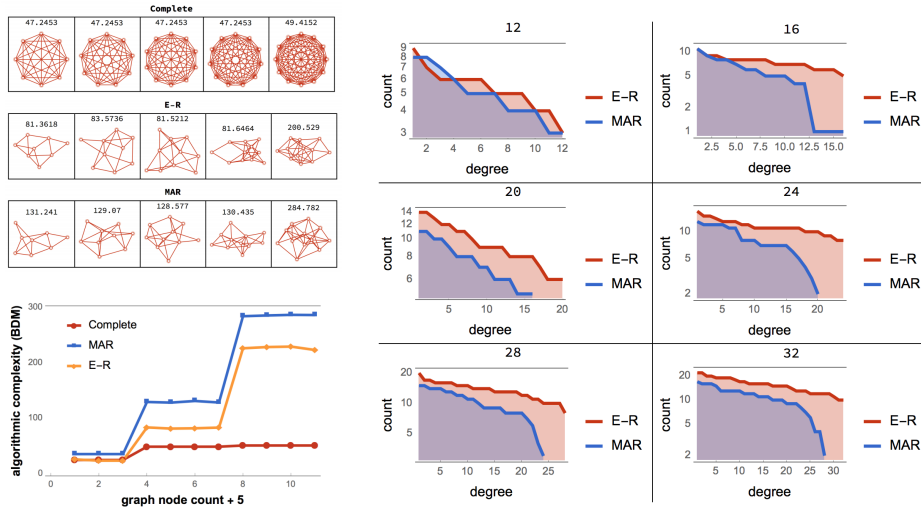 Complete
47.2453 47.2453 47.2453 47.2453 49.4152
E-R
81.3618 83.5736 81.5212 81.6464 200.529
MAR
131.241 129.07 128.577 130.435 284.782
300
200
100
0
algorithmic complexity (BDM)
Complete
MAR
E-R
0 2 4 6 8 10
graph node count + 5
12
9
8
7
6
5
4
3
count
2 4 6 8 10 12
degree
E-R
MAR
16
10
5
2
1
count
2.5 5.0 7.5 10.0 12.5 15.0
degree
E-R
MAR
20
14
12
10
8
6
count
5 10 15 20
degree
E-R
MAR
24
10
5
2
count
5 10 15 20
degree
E-R
MAR
28
20
10
5
count
5 10 15 20 24
degree
E-R
MAR
32
20
10
5
2
count
5 10 15 20 25 30
degree
E-R
MAR